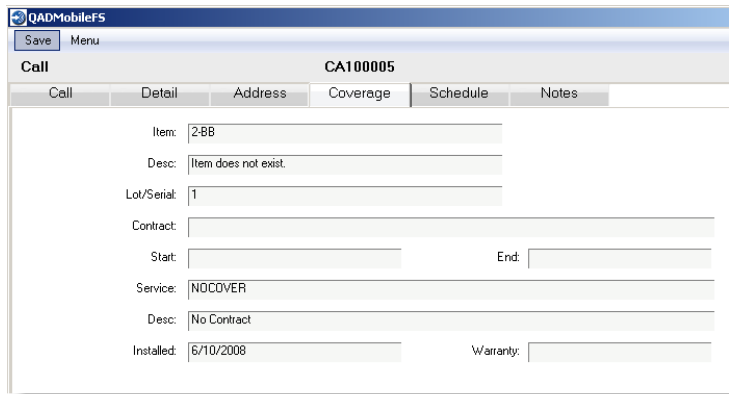 QADMobileFS
Save Menu
Call CA100005
Call Detail Address Coverage Schedule Notes
Item: 2-BB
Desc: Item does not exist.
Lot/Serial: 1
Contract:
Start: End:
Service: NOCOVER
Desc: No Contract
Installed: 6/10/2008 Warranty: